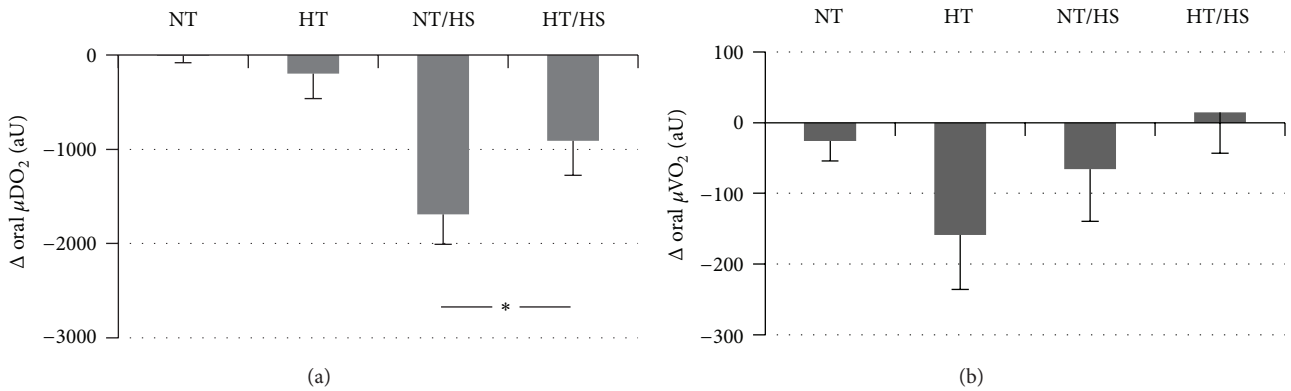 NT HT NT/HS HT/HS
0
−1000
−2000
−3000
Δ oral μDO₂ (aU)
*
(a)
NT HT NT/HS HT/HS
100
0
−100
−200
−300
Δ oral μVO₂ (aU)
(b)